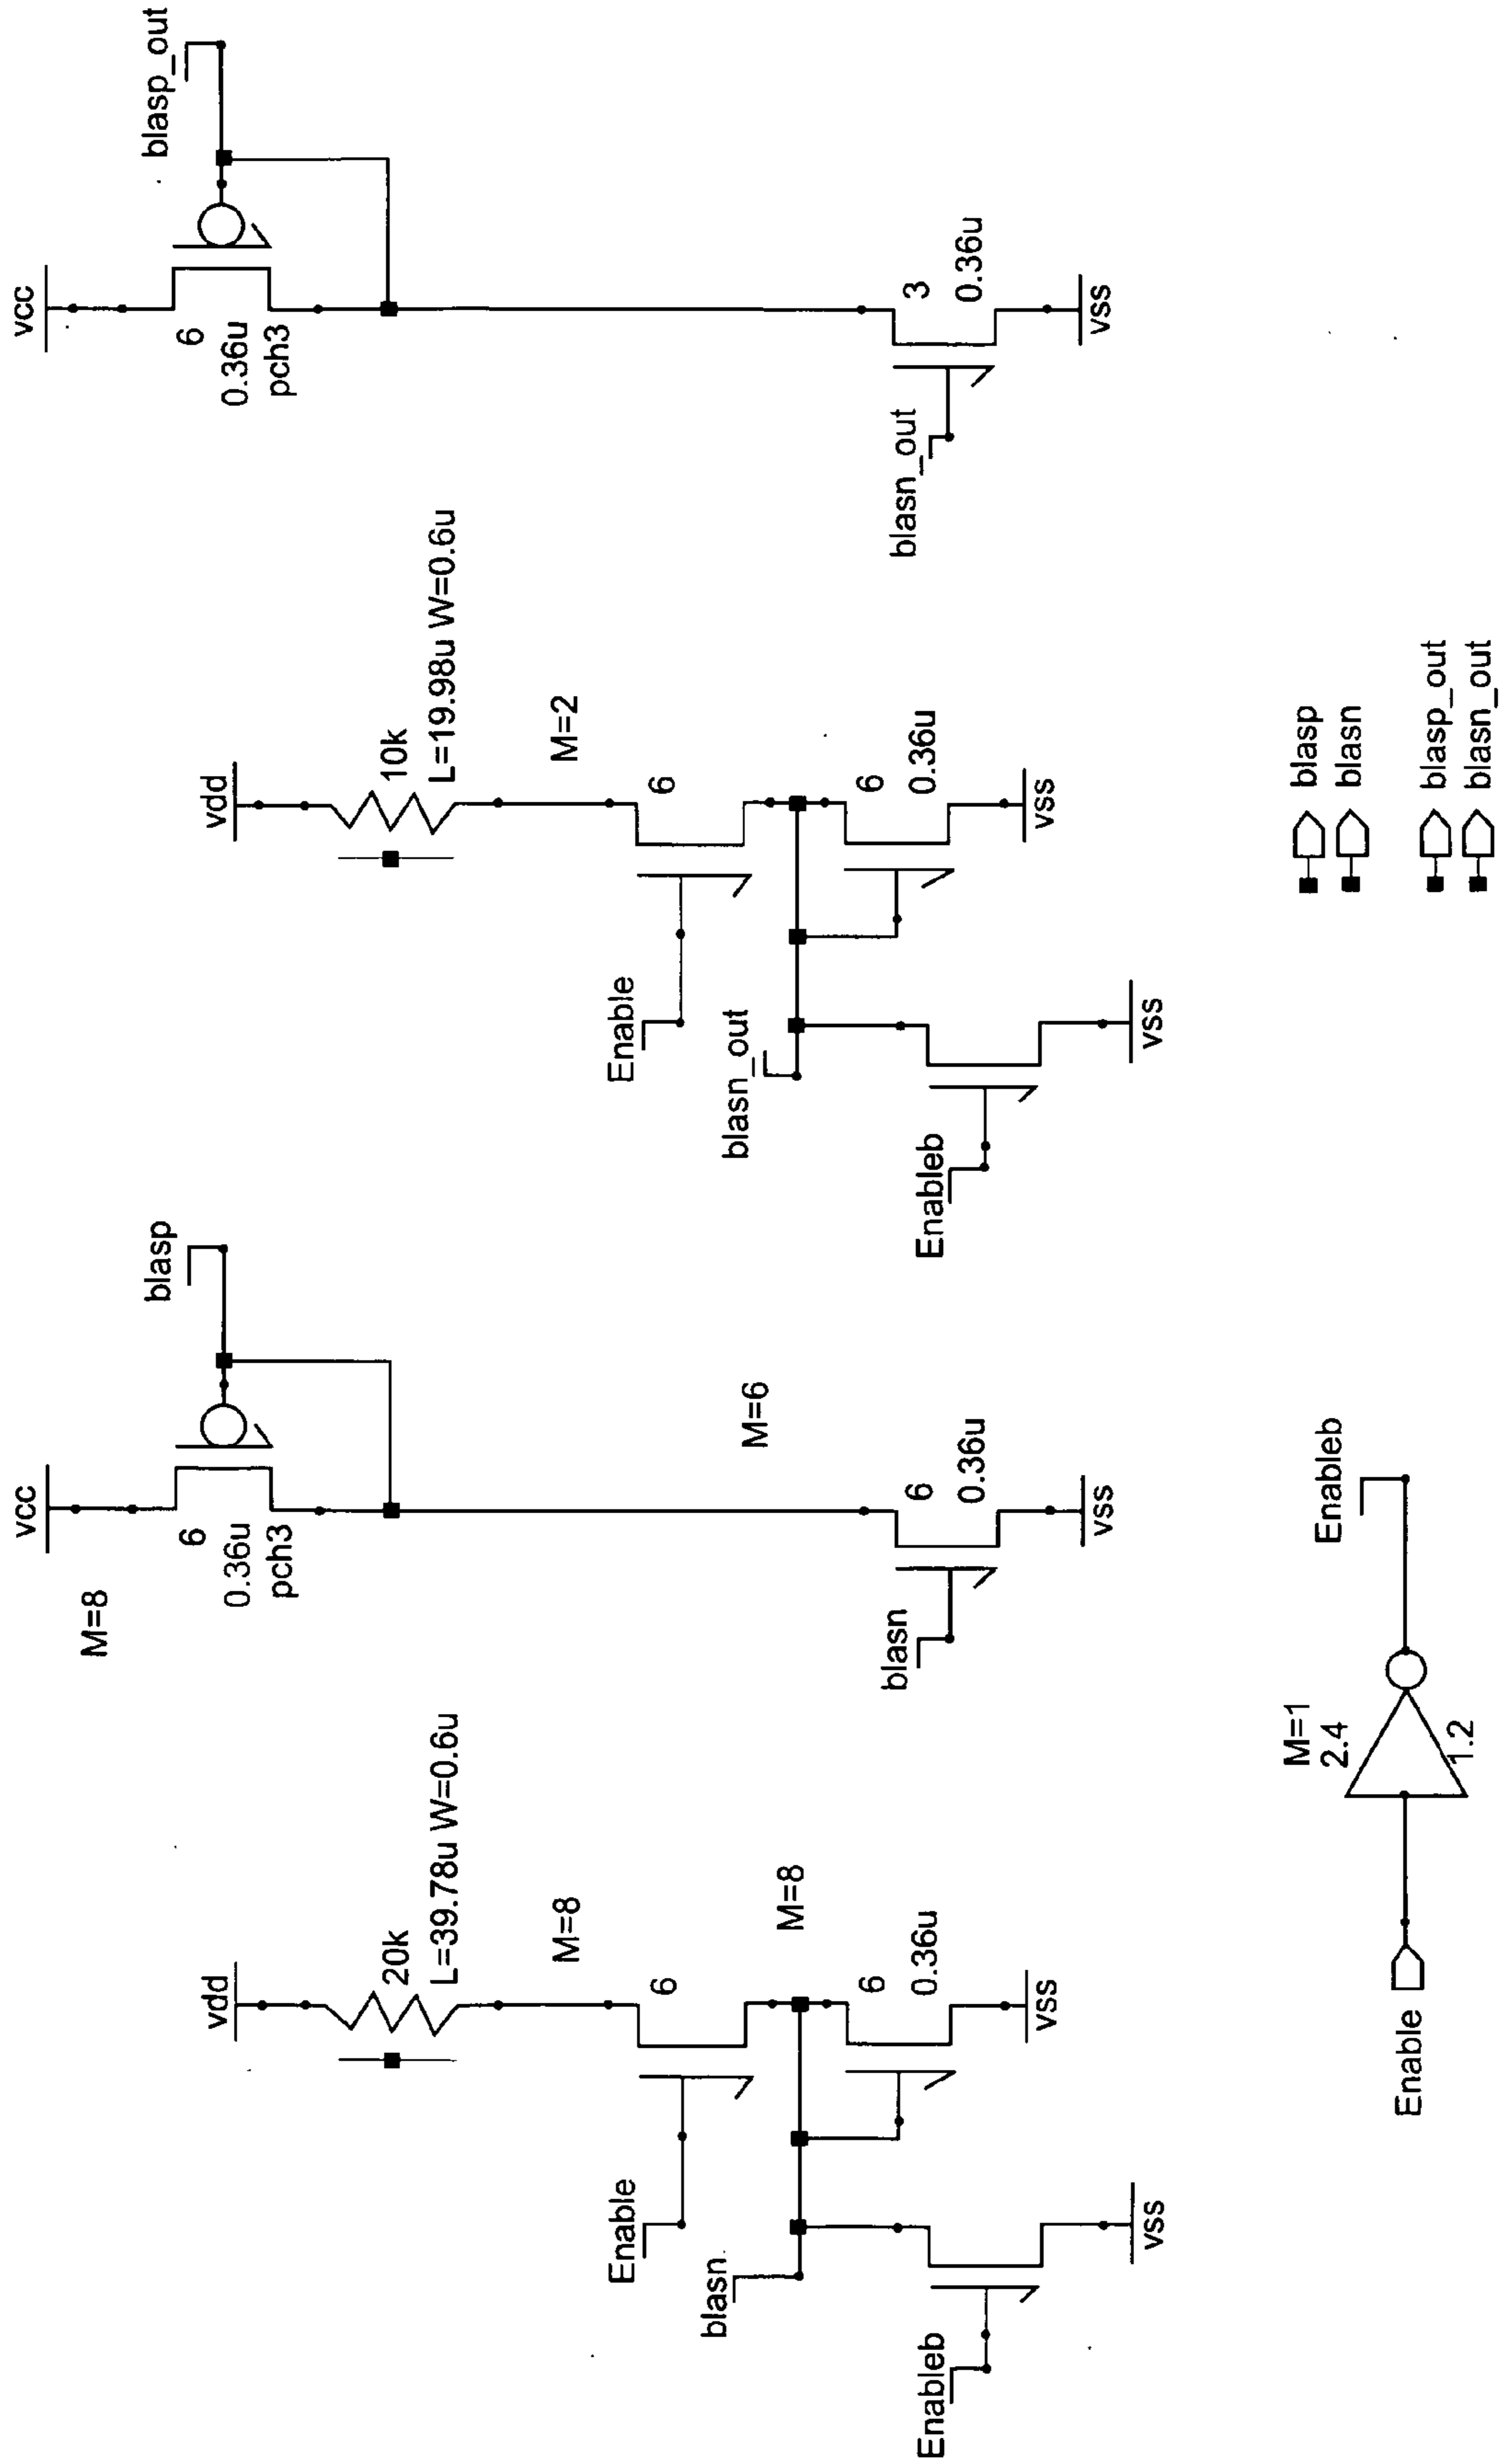 vdd
20k
L=39.78u W=0.6u
M=8
6
Enable
M=8
blasn
6
0.36u
vss
Enableb
vss
M=8
vcc
6
0.36u
pch3
blasp
M=6
blasn
6
0.36u
vss
vdd
10k
L=19.98u W=0.6u
M=2
6
Enable
blasn_out
6
0.36u
vss
Enableb
vss
vcc
6
0.36u
pch3
blasp_out
blasn_out
3
0.36u
vss
Enable
M=1
2.4
1.2
Enableb
blasp
blasn
blasp_out
blasn_out